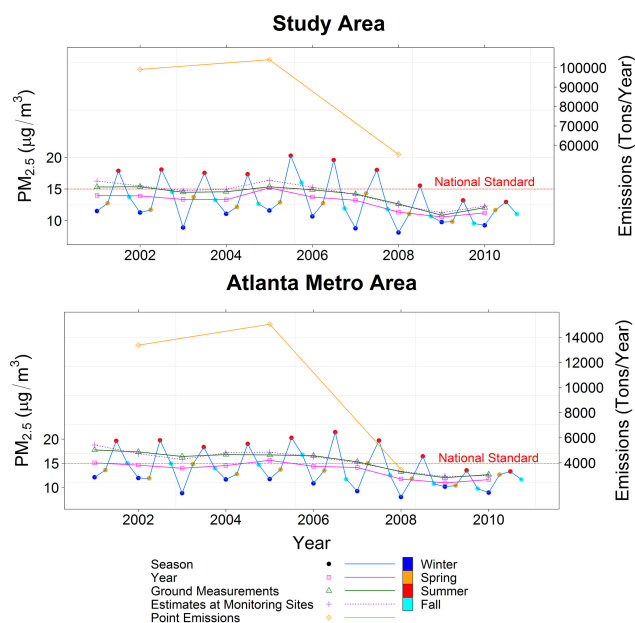 Study Area
PM2.5 (μg/m3)
20
15
10
National Standard
100000
90000
80000
70000
60000
Emissions (Tons/Year)
2002 2004 2006 2008 2010
Atlanta Metro Area
PM2.5 (μg/m3)
20
15
10
National Standard
14000
12000
10000
8000
6000
4000
Emissions (Tons/Year)
2002 2004 2006 2008 2010
Year
Season
Year
Ground Measurements
Estimates at Monitoring Sites
Point Emissions
Winter
Spring
Summer
Fall